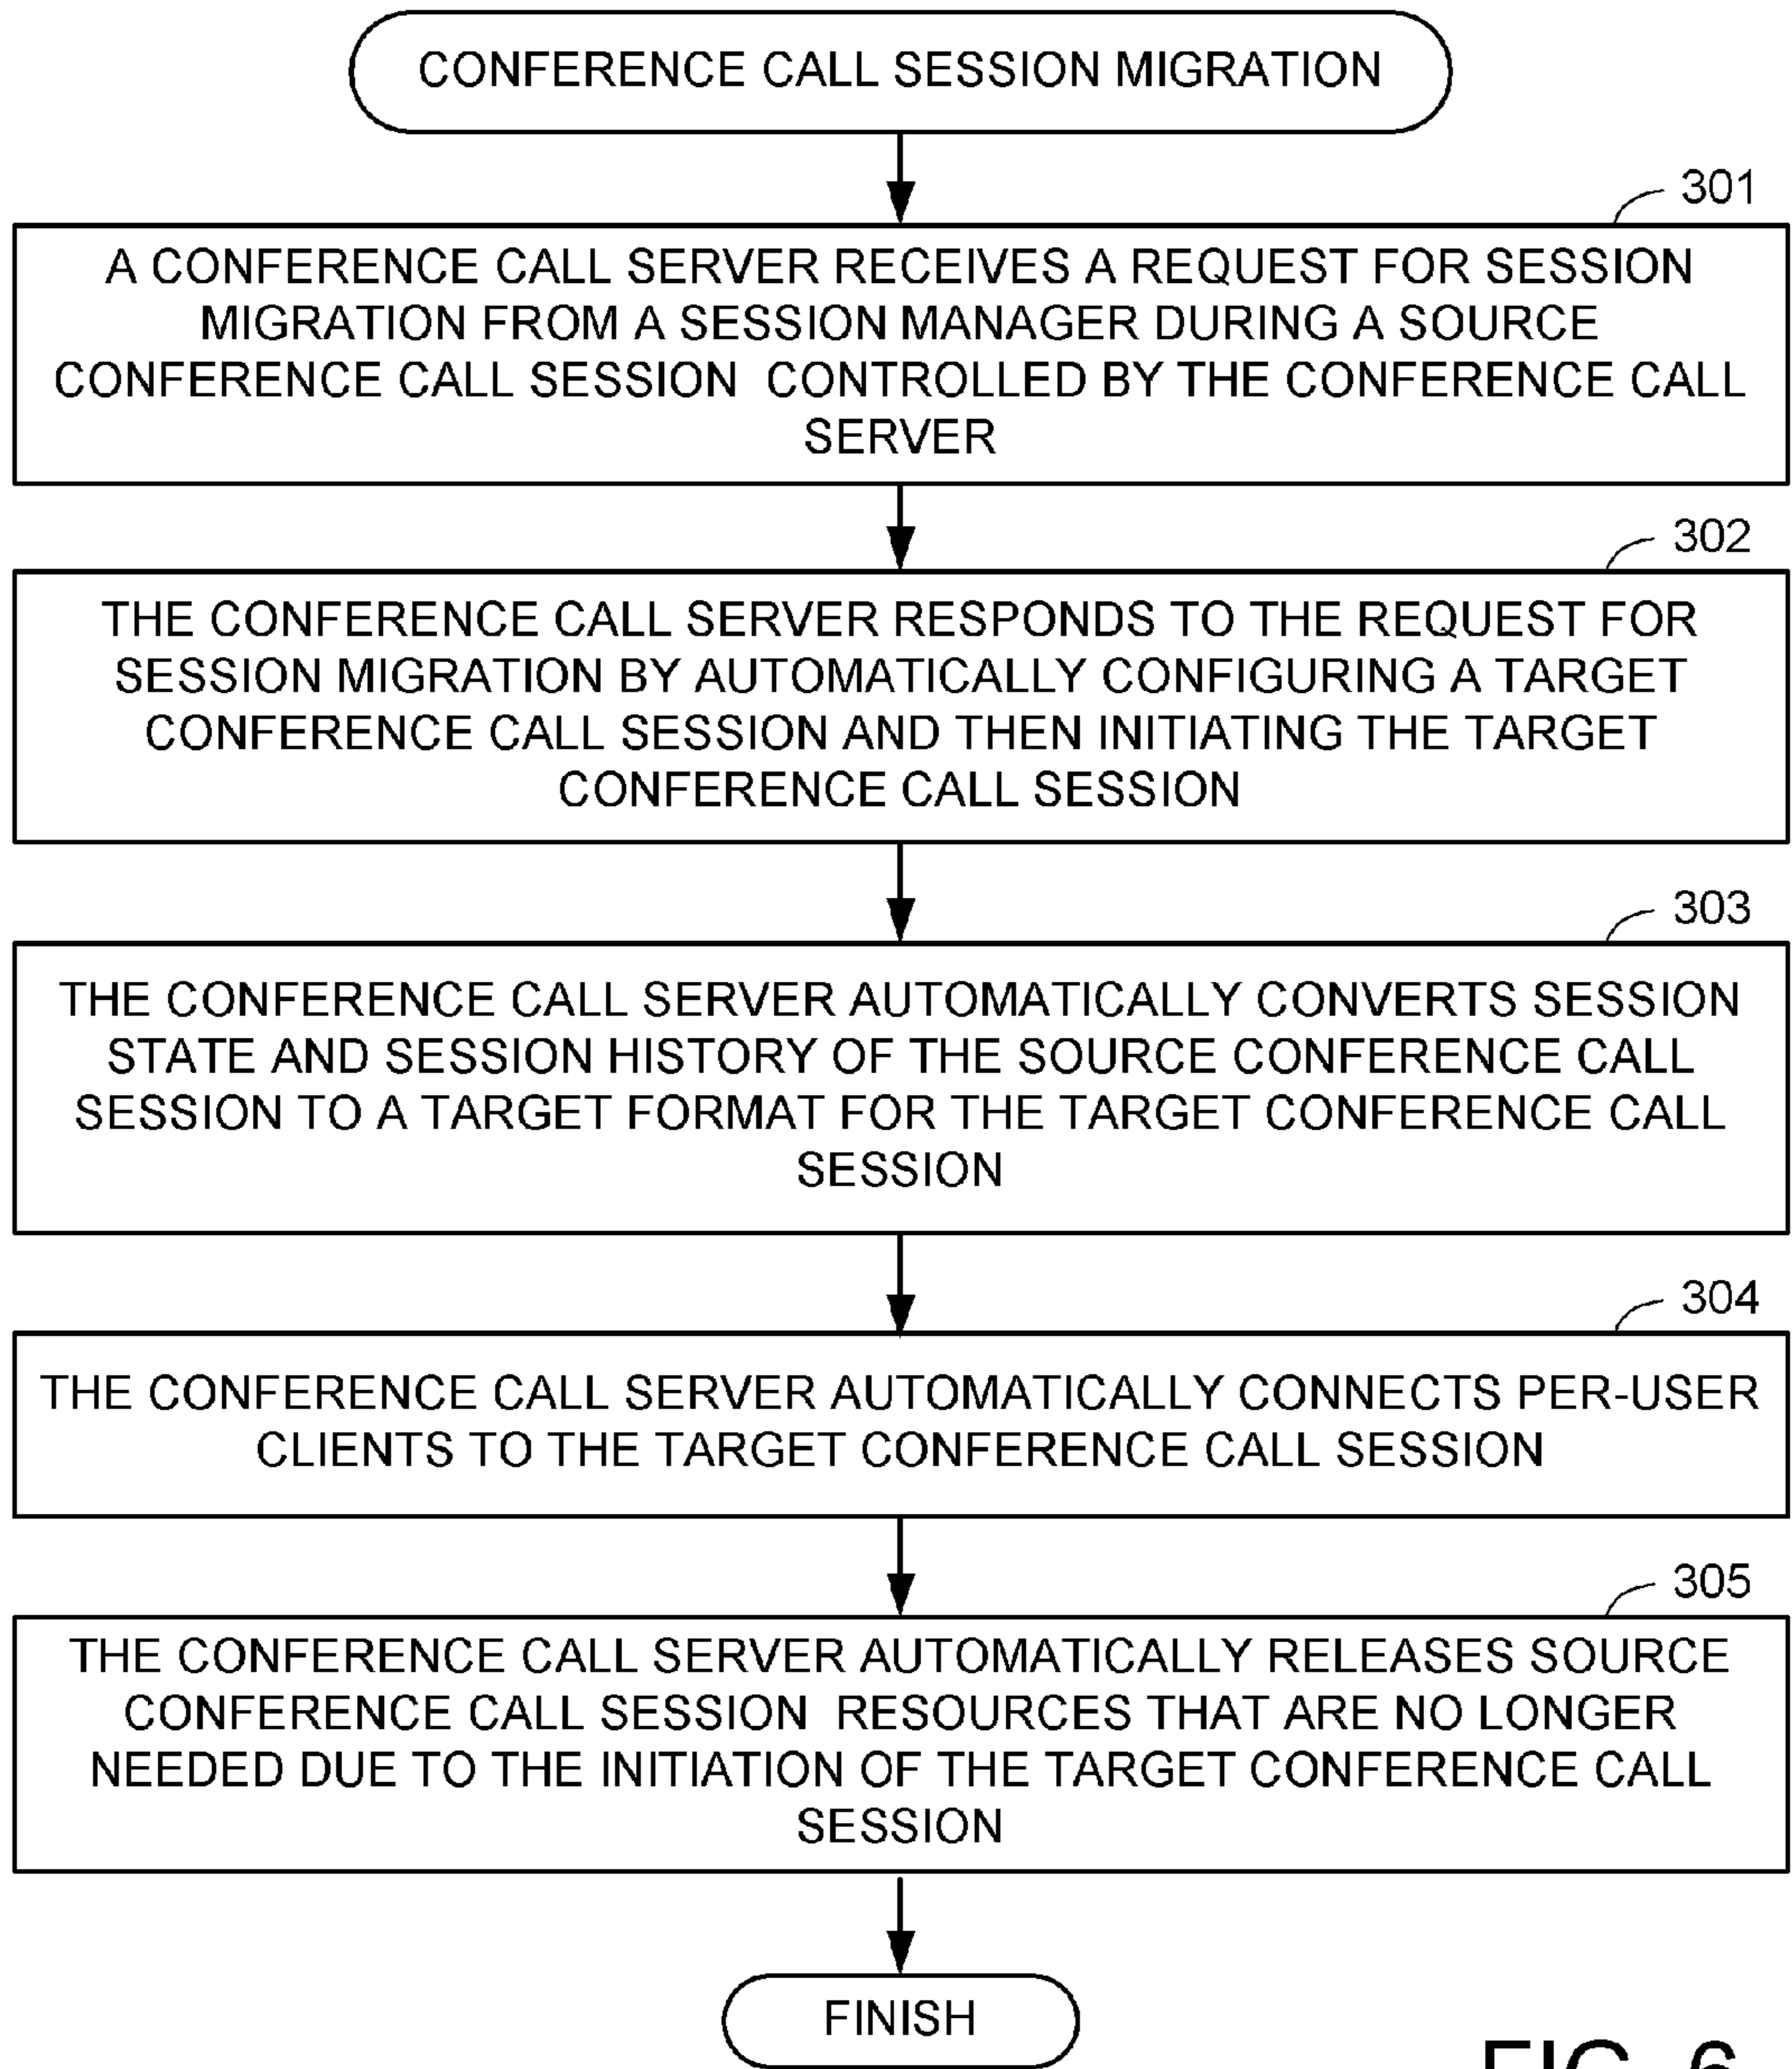 CONFERENCE CALL SESSION MIGRATION
301
A CONFERENCE CALL SERVER RECEIVES A REQUEST FOR SESSION
MIGRATION FROM A SESSION MANAGER DURING A SOURCE
CONFERENCE CALL SESSION CONTROLLED BY THE CONFERENCE CALL
SERVER
302
THE CONFERENCE CALL SERVER RESPONDS TO THE REQUEST FOR
SESSION MIGRATION BY AUTOMATICALLY CONFIGURING A TARGET
CONFERENCE CALL SESSION AND THEN INITIATING THE TARGET
CONFERENCE CALL SESSION
303
THE CONFERENCE CALL SERVER AUTOMATICALLY CONVERTS SESSION
STATE AND SESSION HISTORY OF THE SOURCE CONFERENCE CALL
SESSION TO A TARGET FORMAT FOR THE TARGET CONFERENCE CALL
SESSION
304
THE CONFERENCE CALL SERVER AUTOMATICALLY CONNECTS PER-USER
CLIENTS TO THE TARGET CONFERENCE CALL SESSION
305
THE CONFERENCE CALL SERVER AUTOMATICALLY RELEASES SOURCE
CONFERENCE CALL SESSION RESOURCES THAT ARE NO LONGER
NEEDED DUE TO THE INITIATION OF THE TARGET CONFERENCE CALL
SESSION
FINISH
FIG. 6